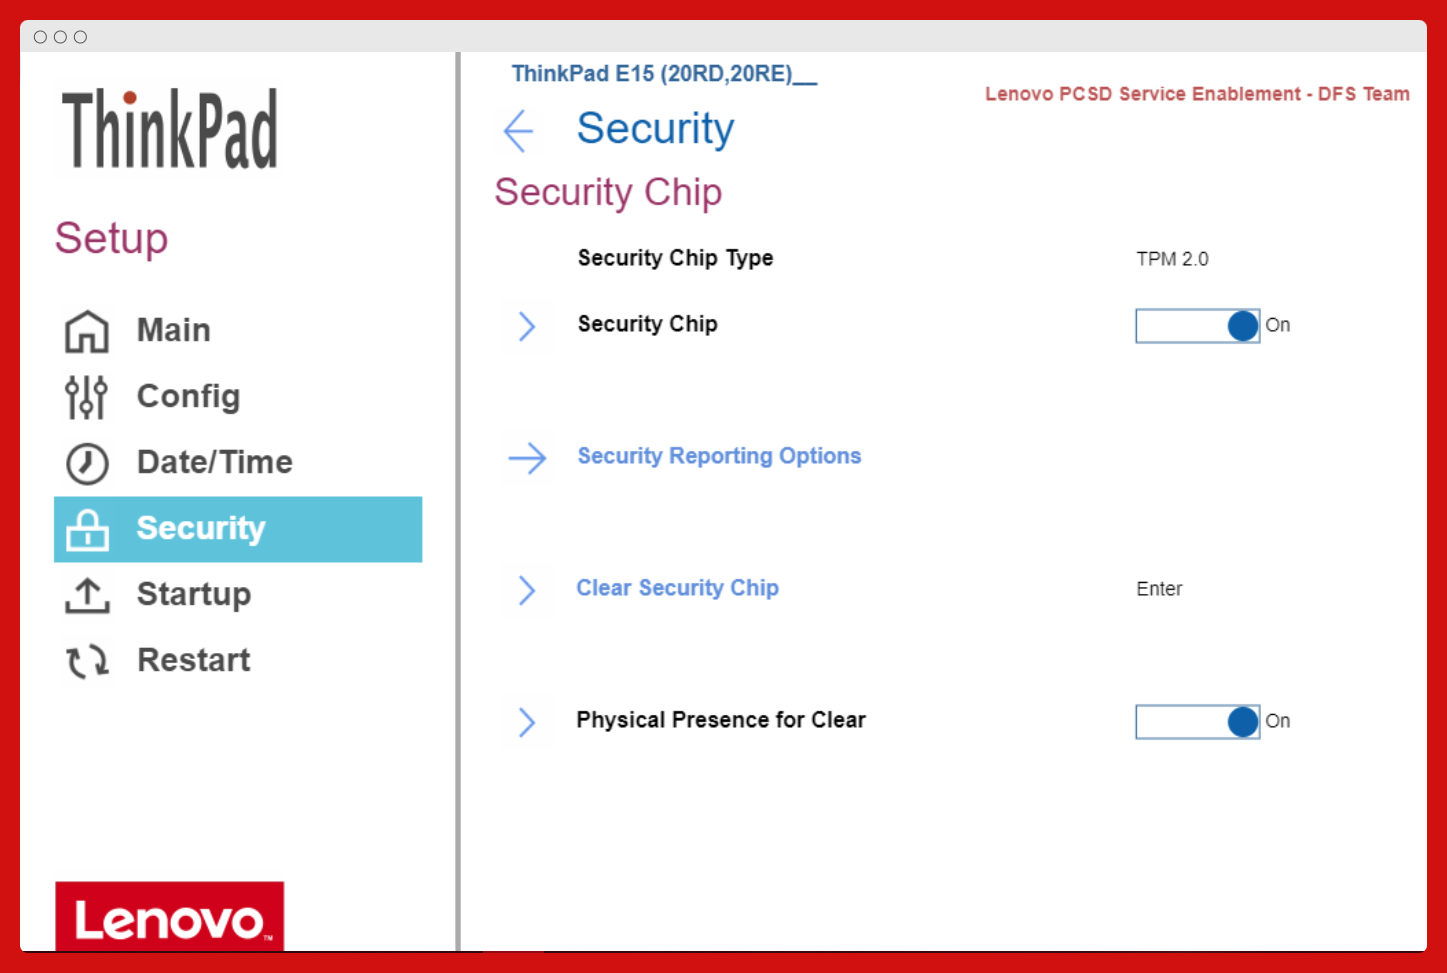 ThinkPad
Setup
Main
Config
Date/Time
Security
Startup
Restart
Lenovo™
ThinkPad E15 (20RD,20RE)__
Lenovo PCSD Service Enablement - DFS Team
Security
Security Chip
Security Chip Type TPM 2.0
Security Chip On
Security Reporting Options
Clear Security Chip Enter
Physical Presence for Clear On